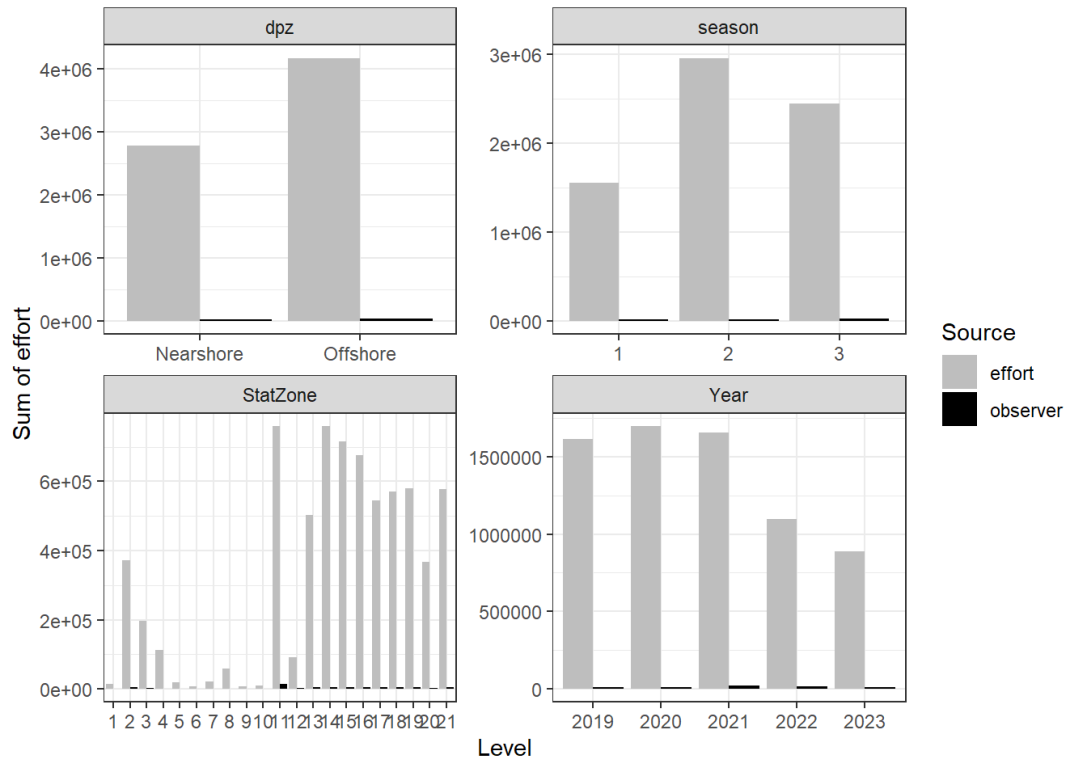 dpz
season
4e+06
3e+06
2e+06
1e+06
0e+00
Nearshore Offshore
3e+06
2e+06
1e+06
0e+00
1 2 3
Sum of effort
StatZone
Year
6e+05
4e+05
2e+05
0e+00
1 2 3 4 5 6 7 8 9 10 11 12 13 14 15 16 17 18 19 20 21
1500000
1000000
500000
0
2019 2020 2021 2022 2023
Level
Source
effort
observer